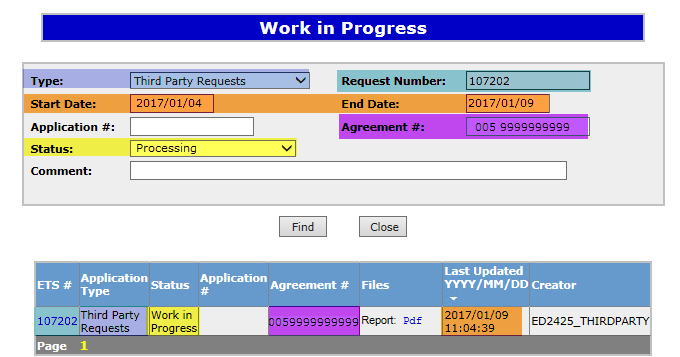 Work in Progress
Type: Third Party Requests Request Number: 107202
Start Date: 2017/01/04 End Date: 2017/01/09
Application #: Agreement #: 005 9999999999
Status: Processing
Comment:
Find Close
ETS # Application Type Status Application # Agreement # Files Last Updated YYYY/MM/DD Creator
107202 Third Party Requests Work in Progress 0059999999999 Report: Pdf 2017/01/09 11:04:39 ED2425_THIRDPARTY
Page 1